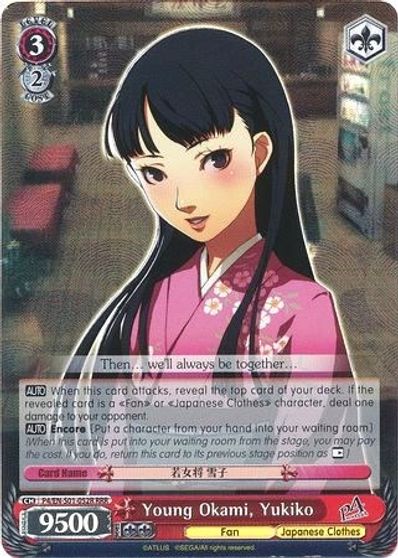 LEVEL
3
2
COST
Then… we'll always be together…
AUTO When this card attacks, reveal the top card of your deck. If the
revealed card is a «Fan» or «Japanese Clothes» character, deal one
damage to your opponent.
AUTO Encore [Put a character from your hand into your waiting room]
(When this card is put into your waiting room from the stage, you may
pay the cost. If you do, return this card to its previous stage position as
Card Name
若女将 雪子
CH
RRR
9500
Young Okami, Yukiko
P4
Fan
Japanese Clothes
©ATLUS ©SEGA/All rights reserved.